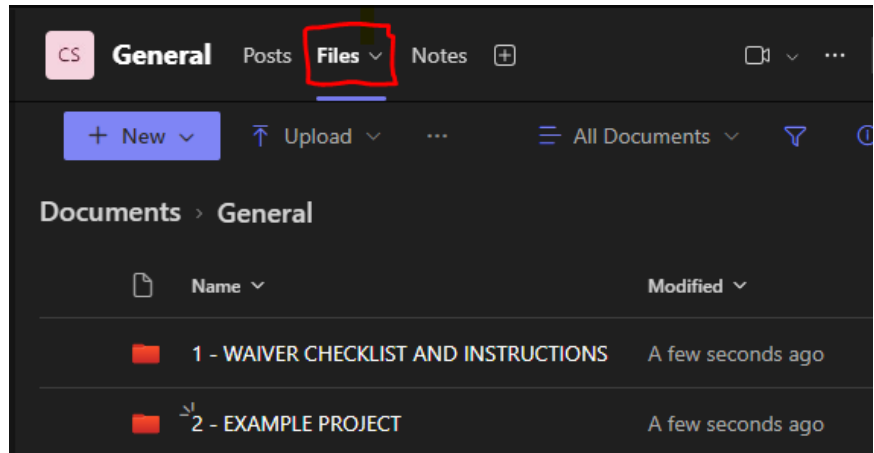 CS General Posts Files Notes
+ New Upload ... All Documents
Documents > General
Name Modified
1 - WAIVER CHECKLIST AND INSTRUCTIONS A few seconds ago
2 - EXAMPLE PROJECT A few seconds ago